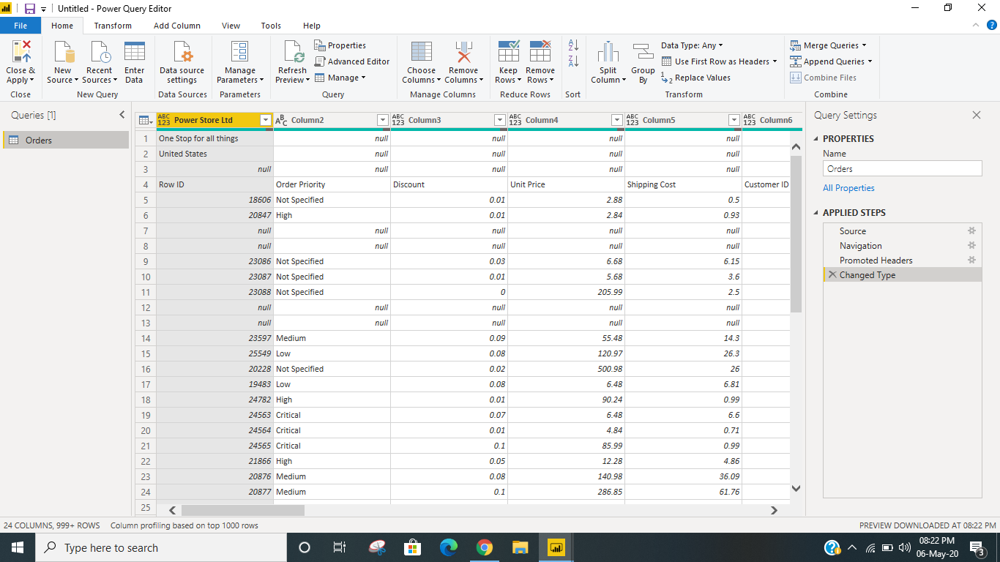 Untitled - Power Query Editor
File Home Transform Add Column View Tools Help
Close & Apply
New Source
Recent Sources
Enter Data
Data source settings
Manage Parameters
Refresh Preview
Properties
Advanced Editor
Manage
Choose Columns
Remove Columns
Keep Rows
Remove Rows
Split Column
Group By
Data Type: Any
Use First Row as Headers
Replace Values
Merge Queries
Append Queries
Combine Files
Close New Query Data Sources Parameters Query Manage Columns Reduce Rows Sort Transform Combine
Queries [1]
Orders
ABC 123 Power Store Ltd ABC Column2 ABC 123 Column3 ABC 123 Column4 ABC 123 Column5 ABC 123 Column6
1 One Stop for all things null null null null
2 United States null null null null
3 null null null null null
4 Row ID Order Priority Discount Unit Price Shipping Cost Customer ID
5 18606 Not Specified 0.01 2.88 0.5
6 20847 High 0.01 2.84 0.93
7 null null null null null
8 null null null null null
9 23086 Not Specified 0.03 6.68 6.15
10 23087 Not Specified 0.01 5.68 3.6
11 23088 Not Specified 0 205.99 2.5
12 null null null null null
13 null null null null null
14 23597 Medium 0.09 55.48 14.3
15 25549 Low 0.08 120.97 26.3
16 20228 Not Specified 0.02 500.98 26
17 19483 Low 0.08 6.48 6.81
18 24782 High 0.01 90.24 0.99
19 24563 Critical 0.07 6.48 6.6
20 24564 Critical 0.01 4.84 0.71
21 24565 Critical 0.1 85.99 0.99
22 21866 High 0.05 12.28 4.86
23 20876 Medium 0.08 140.98 36.09
24 20877 Medium 0.1 286.85 61.76
25
Query Settings
PROPERTIES
Name
Orders
All Properties
APPLIED STEPS
Source
Navigation
Promoted Headers
Changed Type
24 COLUMNS, 999+ ROWS Column profiling based on top 1000 rows PREVIEW DOWNLOADED AT 08:22 PM
Type here to search
08:22 PM
06-May-20
3